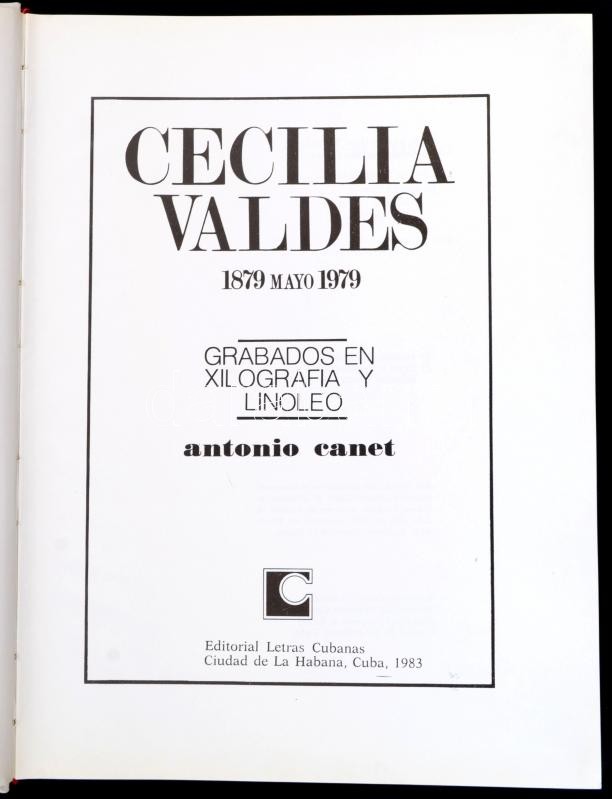 CECILIA
VALDES
1879 MAYO 1979
GRABADOS EN
XILOGRAFIA Y
LINOLEO
antonio canet
C
Editorial Letras Cubanas
Ciudad de La Habana, Cuba, 1983